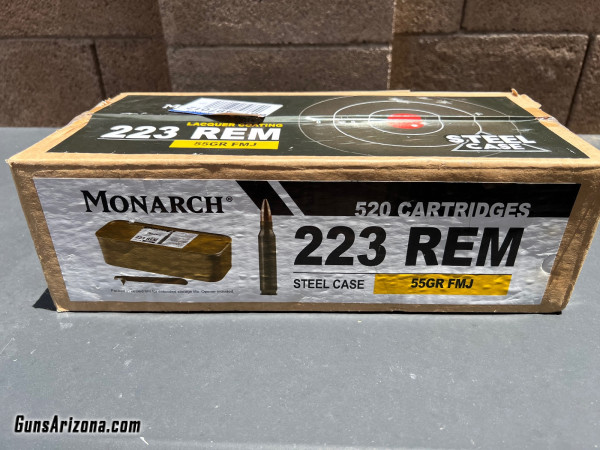 LACQUER COATING
223 REM
55GR FMJ
STEEL
CASE
MONARCH®
520 CARTRIDGES
223 REM
STEEL CASE
55GR FMJ
GunsArizona.com